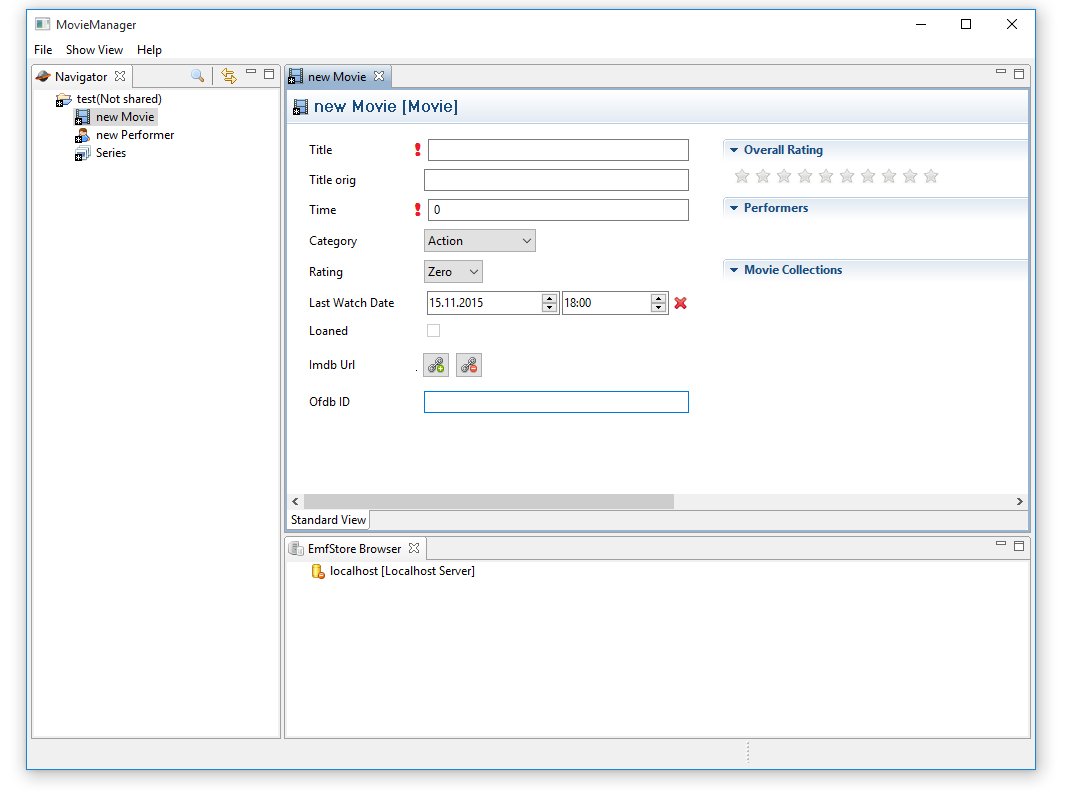 MovieManager
File Show View Help
Navigator
test(Not shared)
new Movie
new Performer
Series
new Movie
new Movie [Movie]
Title
Title orig
Time 0
Category Action
Rating Zero
Last Watch Date 15.11.2015 18:00
Loaned
Imdb Url
Ofdb ID
Overall Rating
Performers
Movie Collections
Standard View
EmfStore Browser
localhost [Localhost Server]